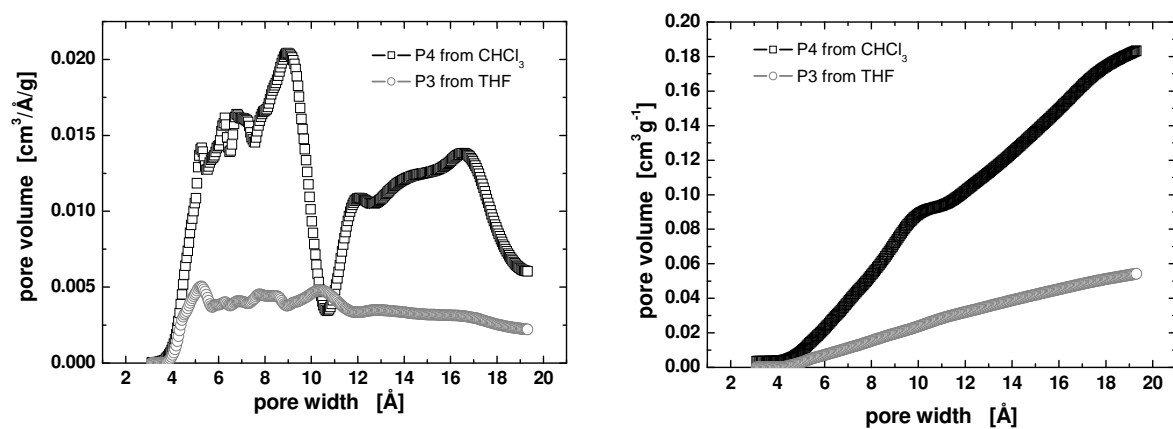 0.020
0.015
0.010
0.005
0.000
pore volume [cm³/Å/g]
P4 from CHCl₃
P3 from THF
2 4 6 8 10 12 14 16 18 20
pore width [Å]
0.20
0.18
0.16
0.14
0.12
0.10
0.08
0.06
0.04
0.02
0.00
pore volume [cm³g⁻¹]
P4 from CHCl₃
P3 from THF
2 4 6 8 10 12 14 16 18 20
pore width [Å]